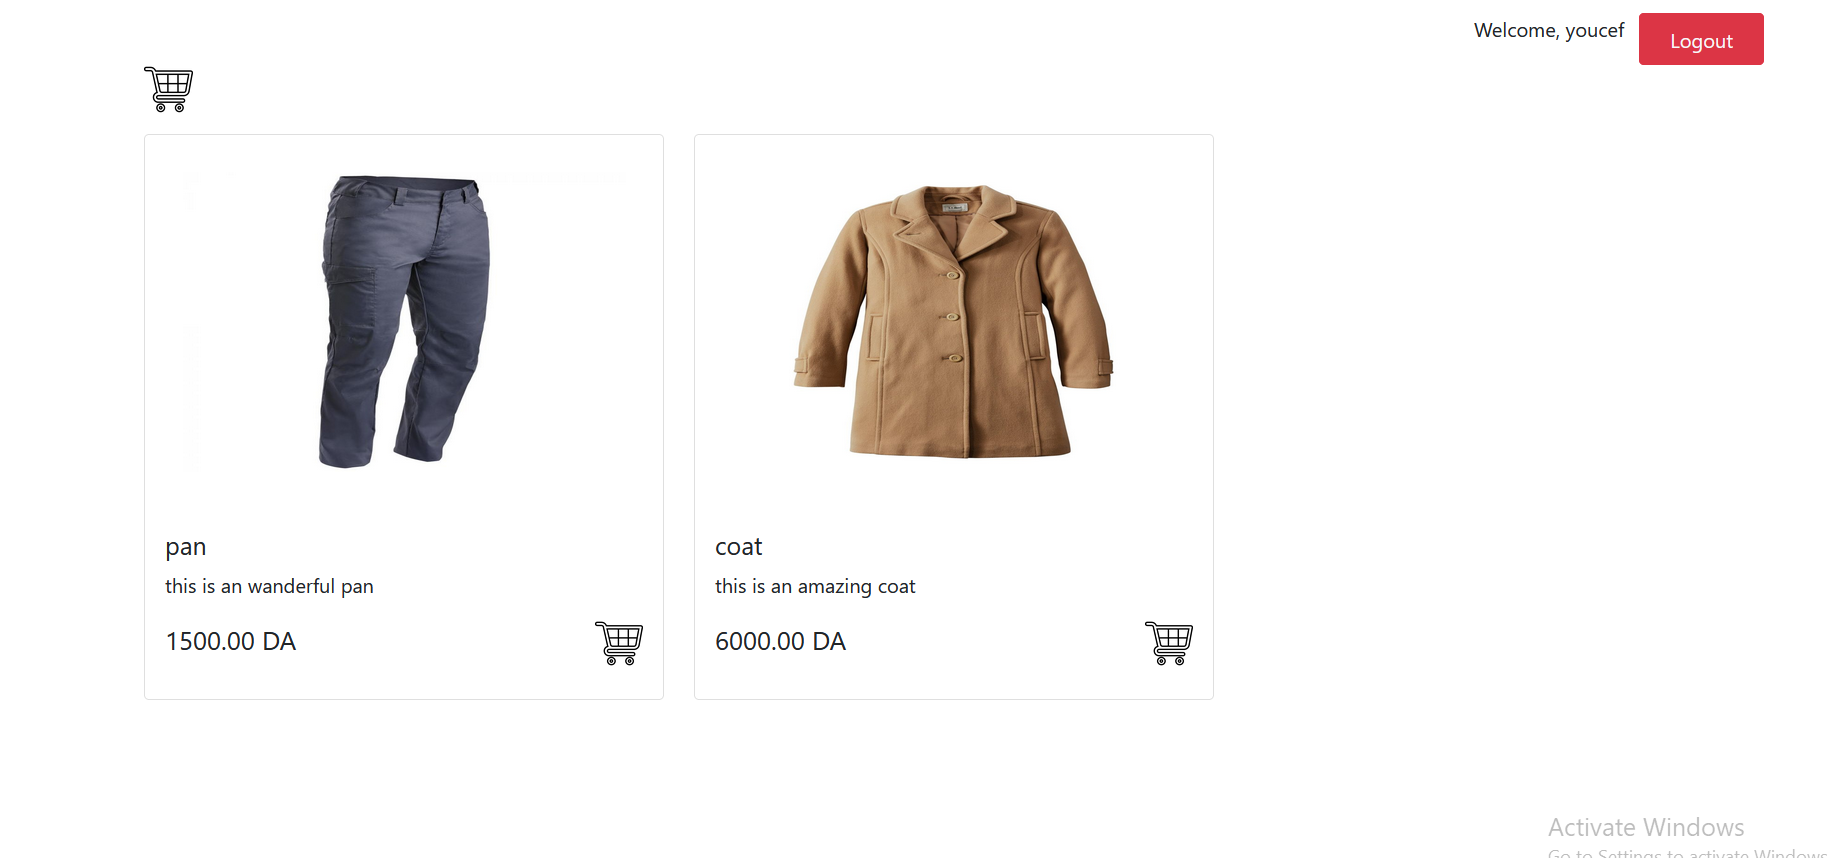 Welcome, youcef
Logout
pan
this is an wanderful pan
1500.00 DA
coat
this is an amazing coat
6000.00 DA
Activate Windows
Go to Settings to activate Windows